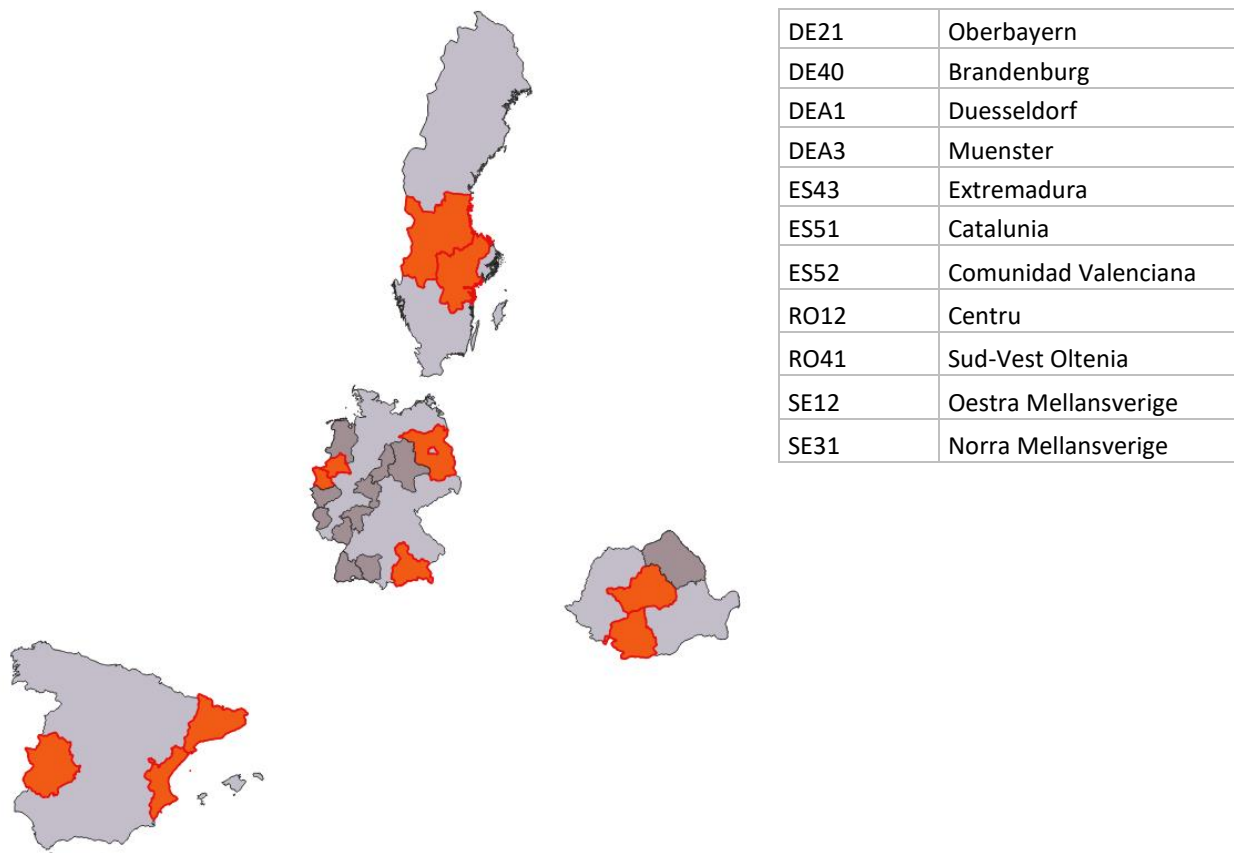 DE21 Oberbayern
DE40 Brandenburg
DEA1 Duesseldorf
DEA3 Muenster
ES43 Extremadura
ES51 Catalunia
ES52 Comunidad Valenciana
RO12 Centru
RO41 Sud-Vest Oltenia
SE12 Oestra Mellansverige
SE31 Norra Mellansverige